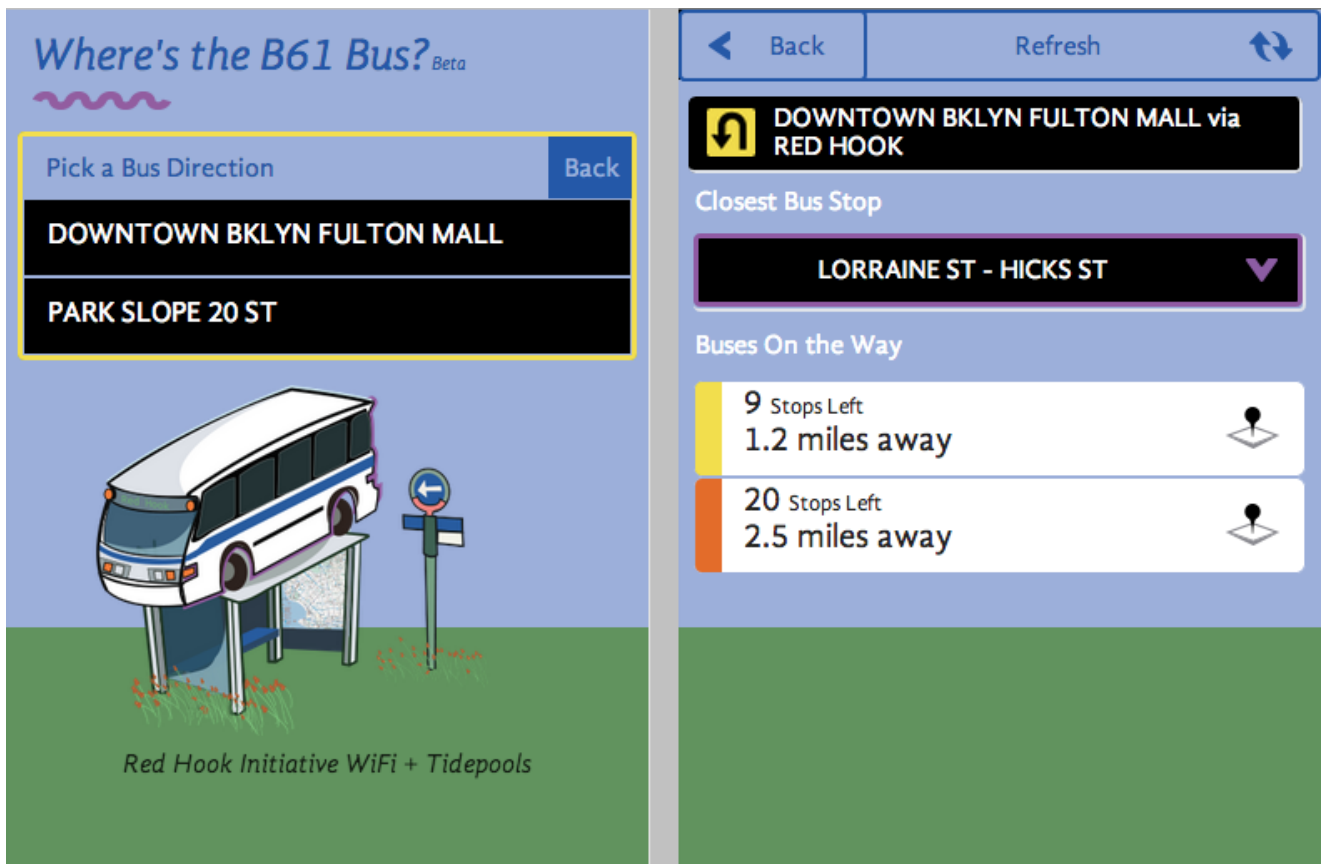 Where's the B61 Bus? Beta
Pick a Bus Direction
Back
DOWNTOWN BKLYN FULTON MALL
PARK SLOPE 20 ST
Red Hook Initiative WiFi + Tidepools
Back
Refresh
DOWNTOWN BKLYN FULTON MALL via
RED HOOK
Closest Bus Stop
LORRAINE ST - HICKS ST
Buses On the Way
9 Stops Left
1.2 miles away
20 Stops Left
2.5 miles away